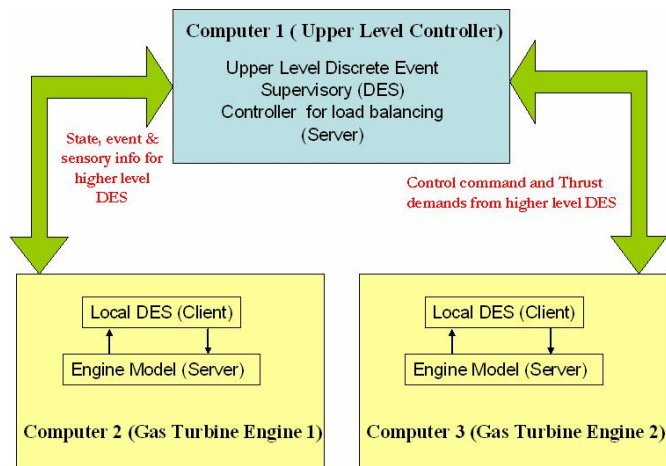 Computer 1 ( Upper Level Controller)
Upper Level Discrete Event
Supervisory (DES)
Controller for load balancing
(Server)
State, event &
sensory info for
higher level
DES
Control command and Thrust
demands from higher level DES
Local DES (Client)
Engine Model (Server)
Computer 2 (Gas Turbine Engine 1)
Local DES (Client)
Engine Model (Server)
Computer 3 (Gas Turbine Engine 2)